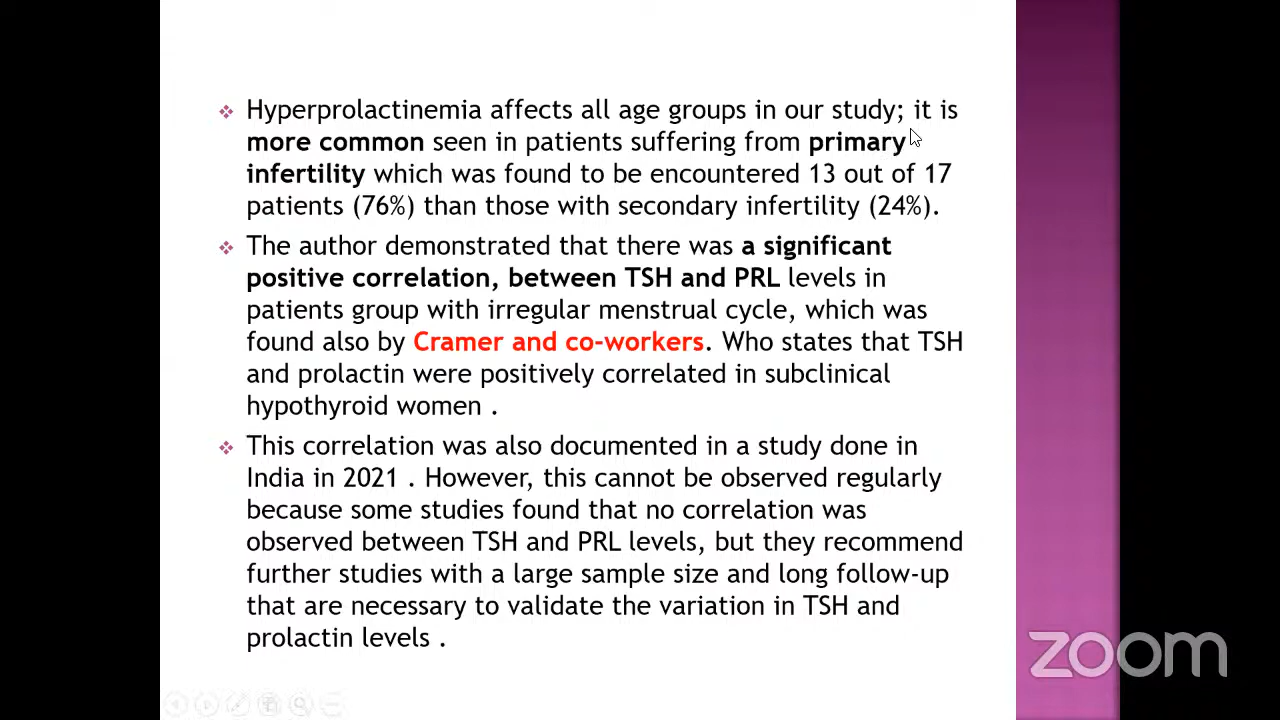 Hyperprolactinemia affects all age groups in our study; it is
more common seen in patients suffering from primary
infertility which was found to be encountered 13 out of 17
patients (76%) than those with secondary infertility (24%).
The author demonstrated that there was a significant
positive correlation, between TSH and PRL levels in
patients group with irregular menstrual cycle, which was
found also by Cramer and co-workers. Who states that TSH
and prolactin were positively correlated in subclinical
hypothyroid women .
This correlation was also documented in a study done in
India in 2021 . However, this cannot be observed regularly
because some studies found that no correlation was
observed between TSH and PRL levels, but they recommend
further studies with a large sample size and long follow-up
that are necessary to validate the variation in TSH and
prolactin levels .
zoom